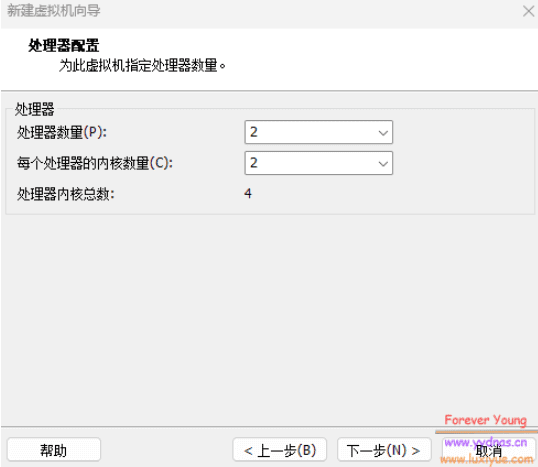 新建虚拟机向导
处理器配置
为此虚拟机指定处理器数量。
处理器
处理器数量(P): 2
每个处理器的内核数量(C): 2
处理器内核总数: 4
Forever Young
帮助 < 上一步(B) 下一步(N) > 取消
www.yydnas.cn
www.luxiyue.com